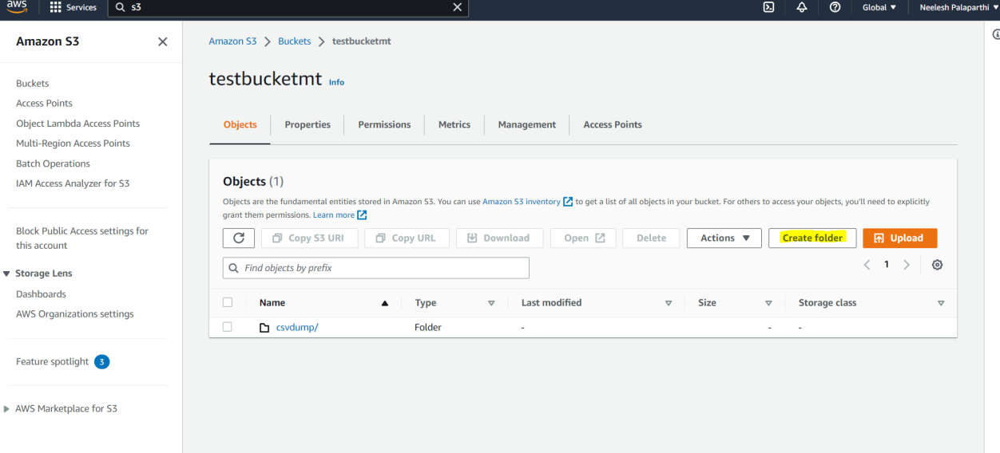 aws
Services
s3
Global
Neelesh Palaparthi
Amazon S3
Buckets
Access Points
Object Lambda Access Points
Multi-Region Access Points
Batch Operations
IAM Access Analyzer for S3
Block Public Access settings for
this account
Storage Lens
Dashboards
AWS Organizations settings
Feature spotlight 3
AWS Marketplace for S3
Amazon S3 > Buckets > testbucketmt
testbucketmt Info
Objects Properties Permissions Metrics Management Access Points
Objects (1)
Objects are the fundamental entities stored in Amazon S3. You can use Amazon S3 inventory to get a list of all objects in your bucket. For others to access your objects, you'll need to explicitly
grant them permissions. Learn more
Copy S3 URI Copy URL Download Open Delete Actions Create folder Upload
Find objects by prefix
< 1 >
Name Type Last modified Size Storage class
csvdump/ Folder - - -